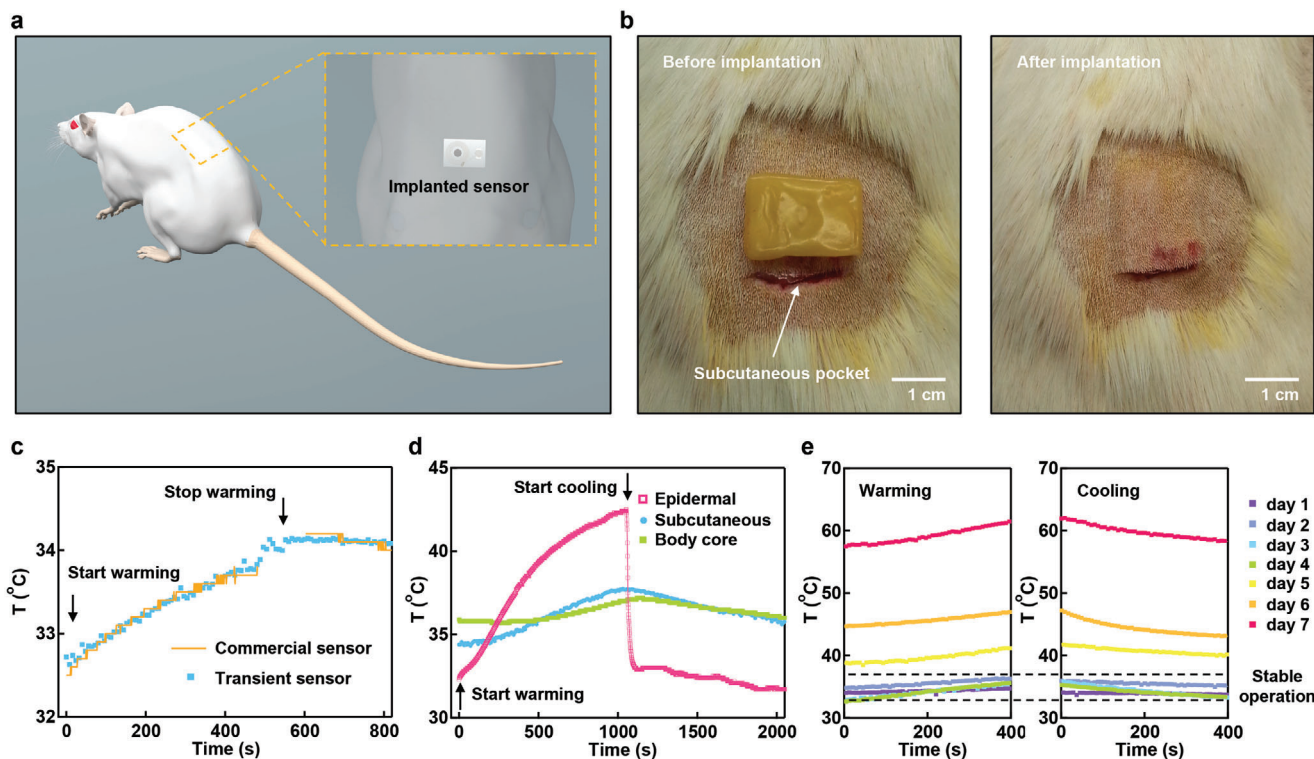 a
Implanted sensor
b
Before implantation
Subcutaneous pocket
1 cm
After implantation
1 cm
c
35
34
33
32
T (°C)
Stop warming
Start warming
Commercial sensor
Transient sensor
0
200
400
600
800
Time (s)
d
45
40
35
30
T (°C)
Start cooling
Epidermal
Subcutaneous
Body core
Start warming
0
500
1000
1500
2000
Time (s)
e
70
60
50
40
30
T (°C)
Warming
0
200
400
Time (s)
70
60
50
40
30
Cooling
0
200
400
Time (s)
day 1
day 2
day 3
day 4
day 5
day 6
day 7
Stable
operation